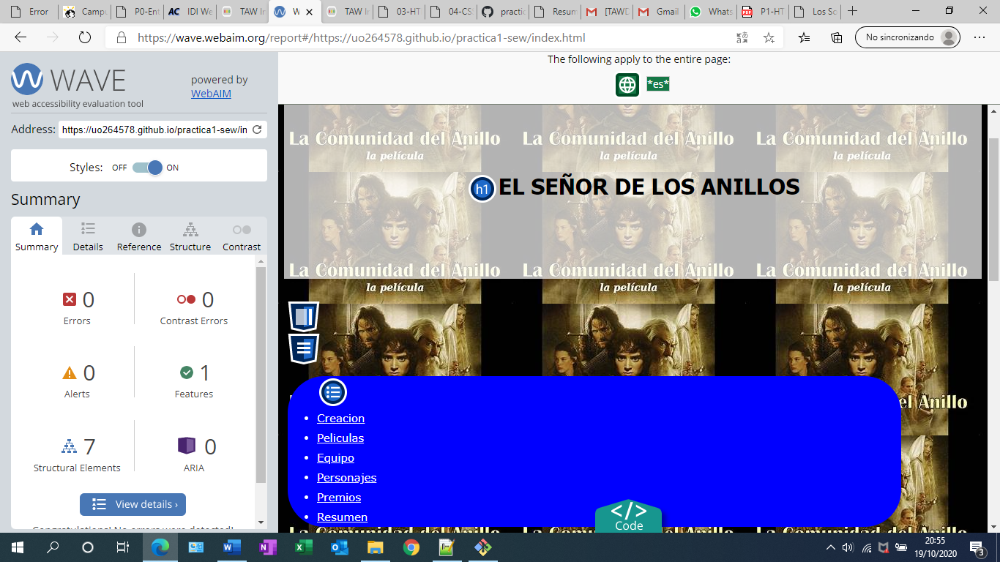 Error
Campu
P0-Ent
IDI We
TAW In
W
TAW In
03-HT
04-CS
practic
Resum
[TAWD
Gmail
Whats
P1-HT
Los So
https://wave.webaim.org/report#/https://uo264578.github.io/practica1-sew/index.html
No sincronizando
WAVE
web accessibility evaluation tool
powered by
WebAIM
Address: https://uo264578.github.io/practica1-sew/in
Styles: OFF ON
Summary
Summary Details Reference Structure Contrast
0 0
Errors Contrast Errors
0 1
Alerts Features
7 0
Structural Elements ARIA
View details ›
Congratulations! No errors were detected!
The following apply to the entire page:
*es*
La Comunidad del Anillo La Comunidad del Anillo La Comunidad del Anillo
la película la película la película
h1 EL SEÑOR DE LOS ANILLOS
La Comunidad del Anillo La Comunidad del Anillo La Comunidad del Anillo
la película la película la película
el Anillo
Creacion
Peliculas
Equipo
Personajes
Premios
Resumen
</>
Code
La Comunidad del Anillo La Comunidad del Anillo La Comunidad del Anillo
20:55
19/10/2020
3